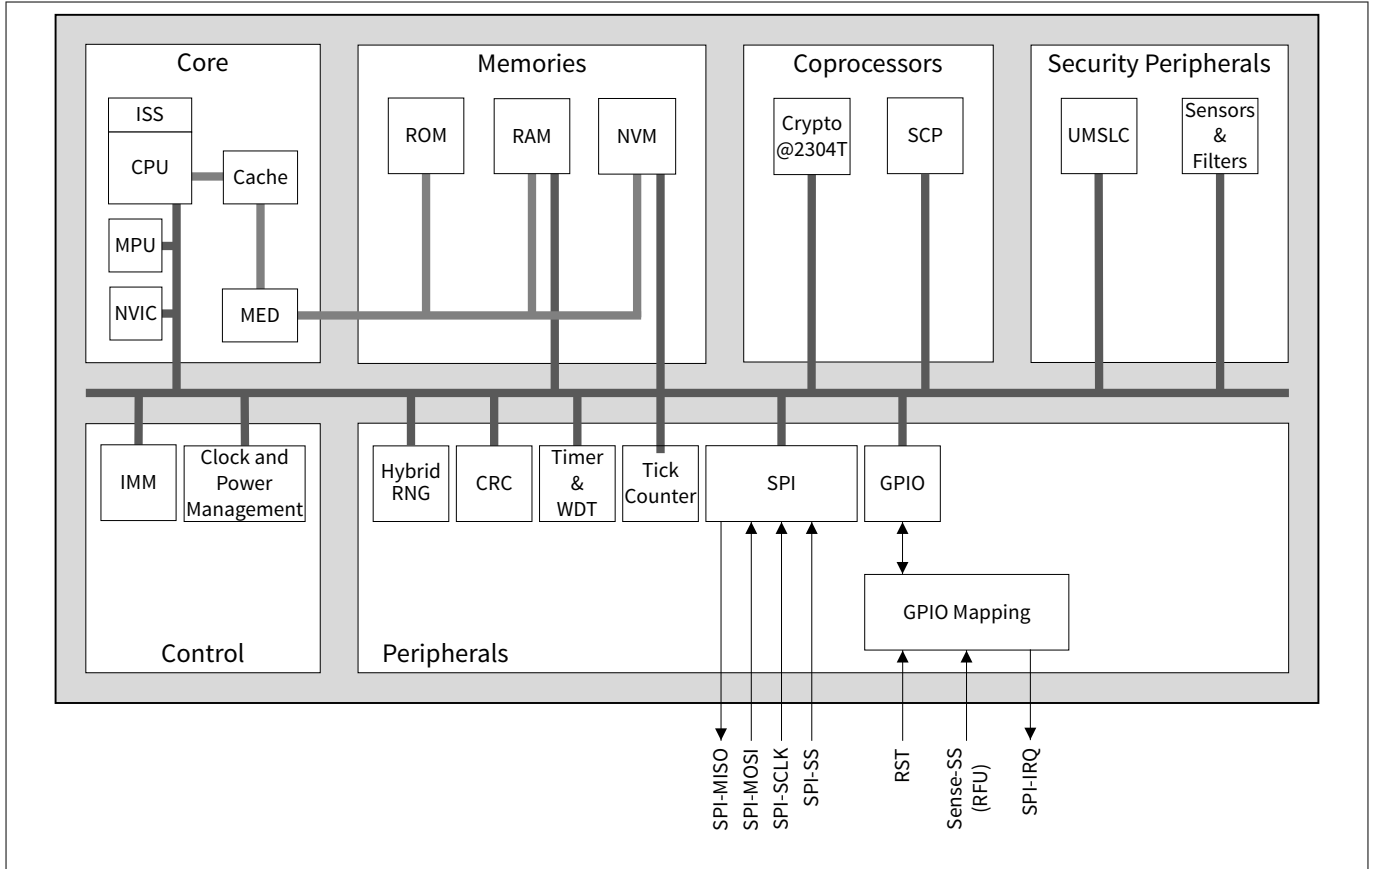 Core
ISS
CPU
Cache
MPU
NVIC
MED
Memories
ROM
RAM
NVM
Coprocessors
Crypto
@2304T
SCP
Security Peripherals
UMSLC
Sensors
&
Filters
IMM
Clock and
Power
Management
Control
Hybrid
RNG
CRC
Timer
&
WDT
Tick
Counter
SPI
GPIO
GPIO Mapping
Peripherals
SPI-MISO
SPI-MOSI
SPI-SCLK
SPI-SS
RST
Sense-SS
(RFU)
SPI-IRQ